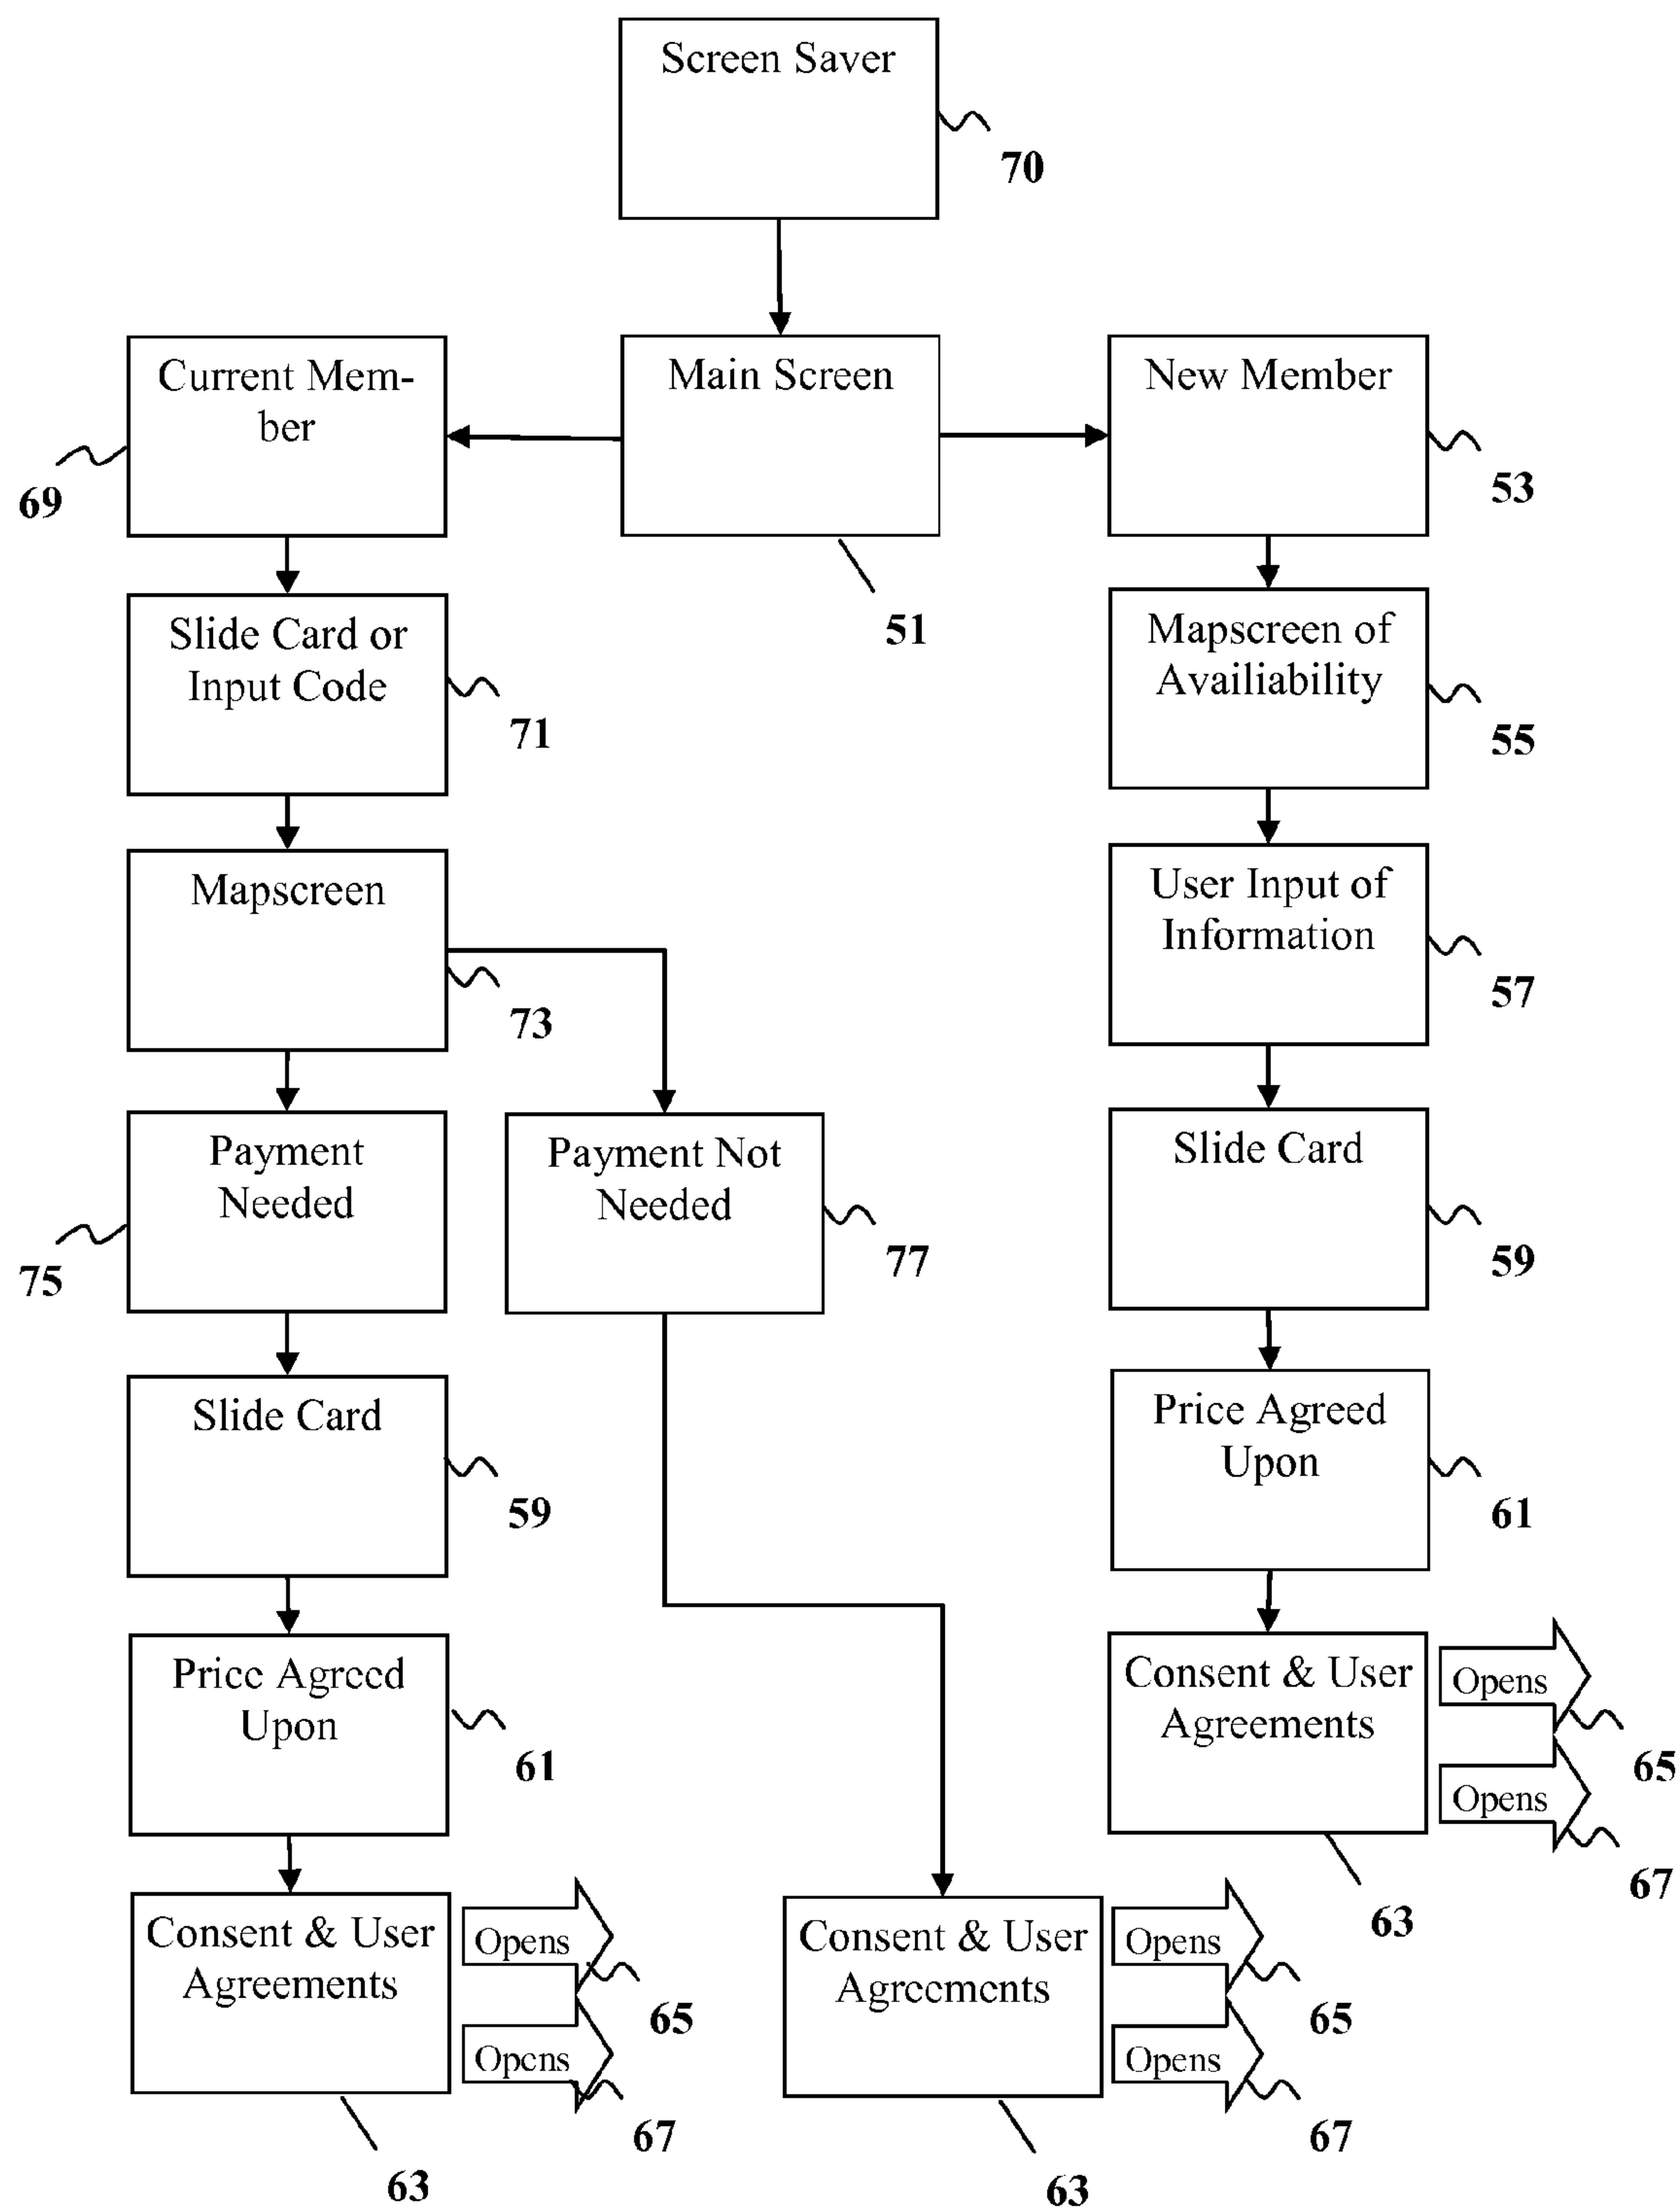 Screen Saver
70
Current Mem-
ber
69
Main Screen
51
New Member
53
Slide Card or
Input Code
71
Mapscreen of
Availiability
55
Mapscreen
73
User Input of
Information
57
Payment
Needed
75
Payment Not
Needed
77
Slide Card
59
Slide Card
59
Price Agreed
Upon
61
Price Agreed
Upon
61
Consent & User
Agreements
Opens
65
Opens
67
63
Consent & User
Agreements
Opens
65
Opens
67
63
Consent & User
Agreements
Opens
65
Opens
67
63